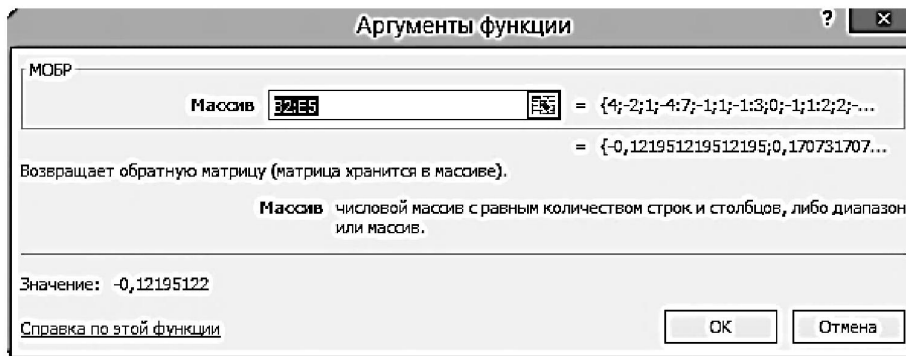 Аргументы функции
?
МОБР
Массив B2:E5 = {4;-2;1;-4:7;-1;1;-1:3;0;-1;1:2;2;-...
= {-0,121951219512195;0,170731707...
Возвращает обратную матрицу (матрица хранится в массиве).
Массив числовой массив с равным количеством строк и столбцов, либо диапазон
или массив.
Значение: -0,12195122
Справка по этой функции
ОК Отмена